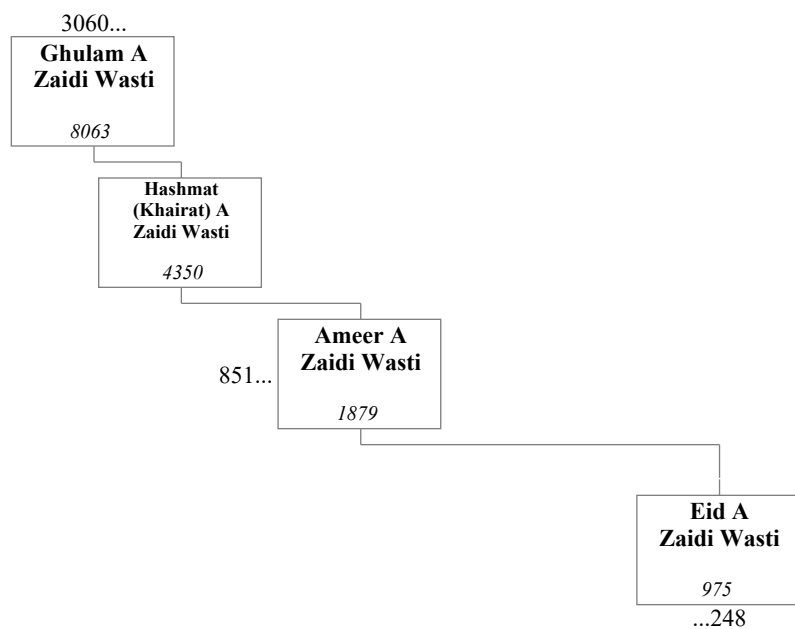 3060...
Ghulam A
Zaidi Wasti
8063
Hashmat
(Khairat) A
Zaidi Wasti
4350
Ameer A
Zaidi Wasti
851...
1879
Eid A
Zaidi Wasti
975
...248